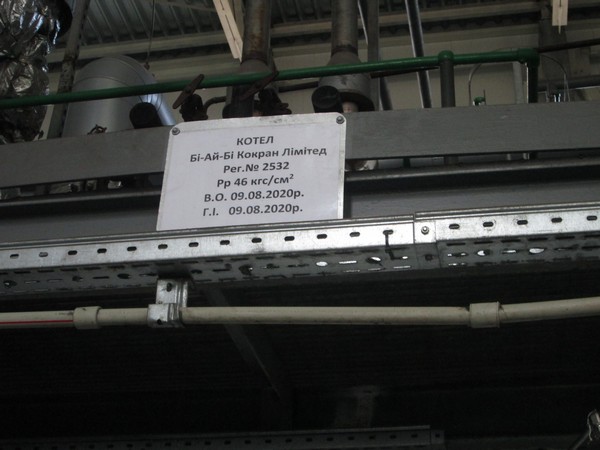 КОТЕЛ
Бі-Ай-Бі Кокран Лімітед
Рег.№ 2532
Рр 46 кгс/см²
В.О. 09.08.2020р.
Г.І. 09.08.2020р.